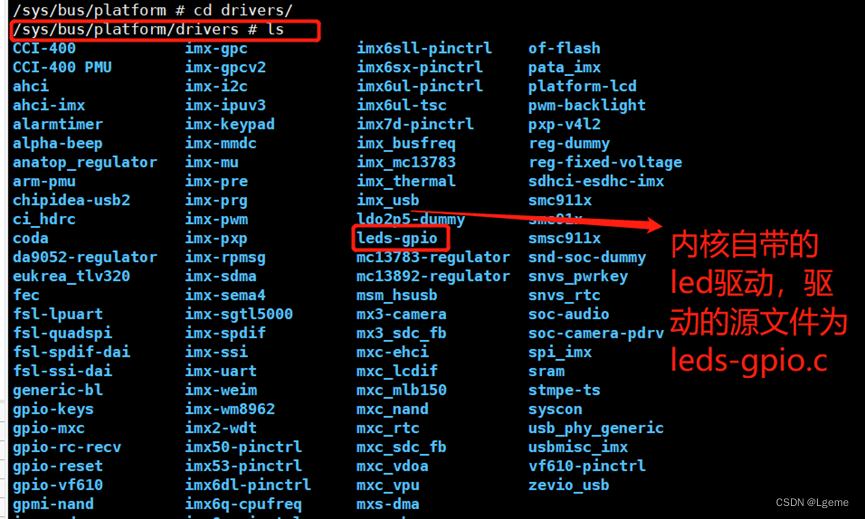 /sys/bus/platform # cd drivers/
/sys/bus/platform/drivers # ls
CCI-400 imx-gpc imx6sll-pinctrl of-flash
CCI-400 PMU imx-gpcv2 imx6sx-pinctrl pata_imx
ahci imx-i2c imx6ul-pinctrl platform-lcd
ahci-imx imx-ipuv3 imx6ul-tsc pwm-backlight
alarmtimer imx-keypad imx7d-pinctrl pxp-v4l2
alpha-beep imx-mmdc imx_busfreq reg-dummy
anatop_regulator imx-mu imx_mc13783 reg-fixed-voltage
arm-pmu imx-pre imx_thermal sdhci-esdhc-imx
chipidea-usb2 imx-prg imx_usb smc911x
ci_hdrc imx-pwm ldo2p5-dummy smc91x
coda imx-pxp leds-gpio smsc911x
da9052-regulator imx-rpmsg mc13783-regulator snd-soc-dummy
eukrea_tlv320 imx-sdma mc13892-regulator snvs_pwrkey
fec imx-sema4 msm_hsusb snvs_rtc
fsl-lpuart imx-sgtl5000 mx3-camera soc-audio
fsl-quadspi imx-spdif mx3_sdc_fb soc-camera-pdrv
fsl-spdif-dai imx-ssi mxc-ehci spi_imx
fsl-ssi-dai imx-uart mxc_lcdif sram
generic-bl imx-weim mxc_mlb150 stmpe-ts
gpio-keys imx-wm8962 mxc_nand syscon
gpio-mxc imx2-wdt mxc_rtc usb_phy_generic
gpio-rc-recv imx50-pinctrl mxc_sdc_fb usbmisc_imx
gpio-reset imx53-pinctrl mxc_vdoa vf610-pinctrl
gpio-vf610 imx6dl-pinctrl mxc_vpu zevio_usb
gpmi-nand imx6q-cpufreq mxs-dma
内核自带的
led驱动，驱
动的源文件为
leds-gpio.c
CSDN @Lgeme